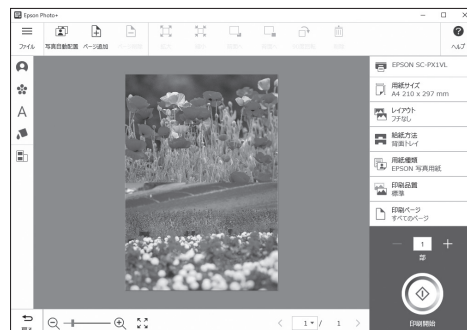 Epson Photo+
ファイル
写真自動配置
ページ追加
ヘルプ
EPSON SC-PX1VL
用紙サイズ
A4 210 x 297 mm
レイアウト
フチなし
給紙方法
背面トレイ
用紙種類
EPSON 写真用紙
印刷品質
標準
印刷ページ
すべてのページ
1
部
印刷開始
戻る
1 / 1